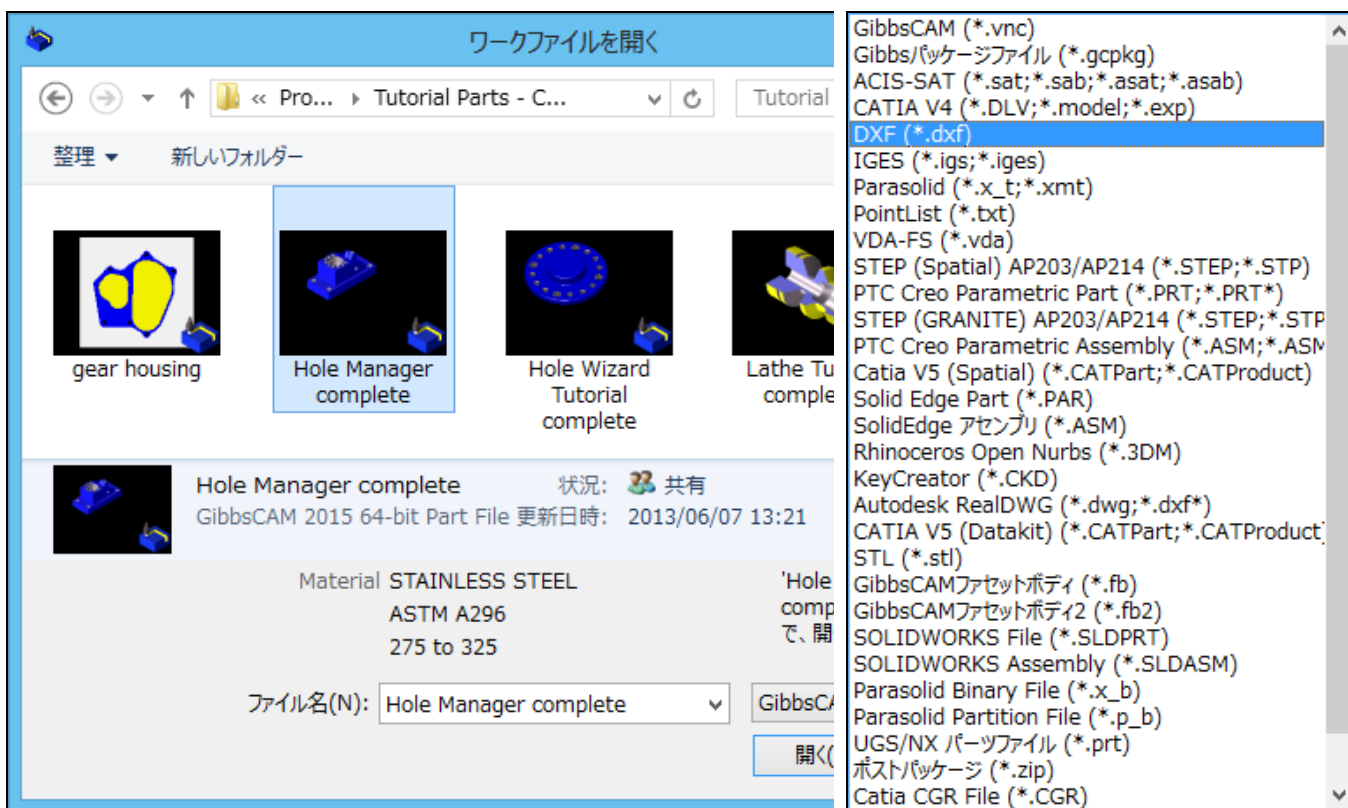 ワークファイルを開く
« Pro... Tutorial Parts - C...
Tutorial
整理
新しいフォルダー
gear housing
Hole Manager
complete
Hole Wizard
Tutorial
complete
Lathe Tu
comple
Hole Manager complete
状況: 共有
GibbsCAM 2015 64-bit Part File 更新日時: 2013/06/07 13:21
Material STAINLESS STEEL
ASTM A296
275 to 325
'Hole
comp
で、開
ファイル名(N): Hole Manager complete
GibbsCA
開く(
GibbsCAM (*.vnc)
Gibbsパッケージファイル (*.gcpkg)
ACIS-SAT (*.sat;*.sab;*.asat;*.asab)
CATIA V4 (*.DLV;*.model;*.exp)
DXF (*.dxf)
IGES (*.igs;*.iges)
Parasolid (*.x_t;*.xmt)
PointList (*.txt)
VDA-FS (*.vda)
STEP (Spatial) AP203/AP214 (*.STEP;*.STP)
PTC Creo Parametric Part (*.PRT;*.PRT*)
STEP (GRANITE) AP203/AP214 (*.STEP;*.STP
PTC Creo Parametric Assembly (*.ASM;*.ASM
Catia V5 (Spatial) (*.CATPart;*.CATProduct)
Solid Edge Part (*.PAR)
SolidEdge アセンブリ (*.ASM)
Rhinoceros Open Nurbs (*.3DM)
KeyCreator (*.CKD)
Autodesk RealDWG (*.dwg;*.dxf*)
CATIA V5 (Datakit) (*.CATPart;*.CATProduct)
STL (*.stl)
GibbsCAMファセットボディ (*.fb)
GibbsCAMファセットボディ2 (*.fb2)
SOLIDWORKS File (*.SLDPRT)
SOLIDWORKS Assembly (*.SLDASM)
Parasolid Binary File (*.x_b)
Parasolid Partition File (*.p_b)
UGS/NX パーツファイル (*.prt)
ポストパッケージ (*.zip)
Catia CGR File (*.CGR)